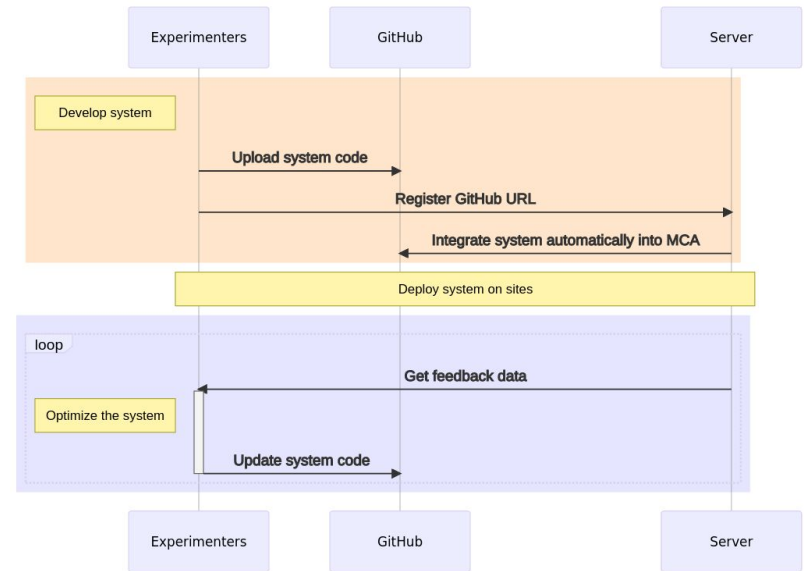 Experimenters
GitHub
Server
Develop system
Upload system code
Register GitHub URL
Integrate system automatically into MCA
Deploy system on sites
loop
Get feedback data
Optimize the system
Update system code
Experimenters
GitHub
Server